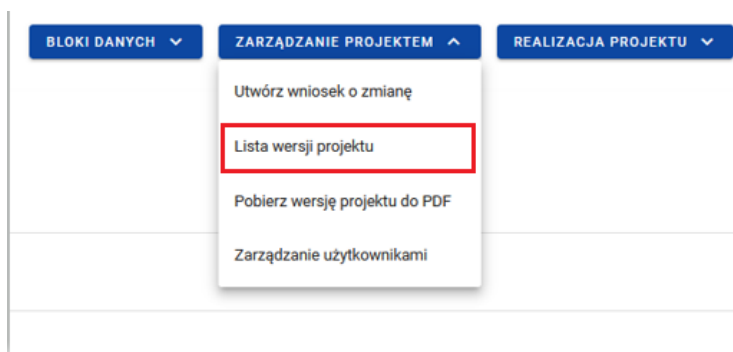 BLOKI DANYCH
ZARZĄDZANIE PROJEKTEM
REALIZACJA PROJEKTU
Utwórz wniosek o zmianę
Lista wersji projektu
Pobierz wersję projektu do PDF
Zarządzanie użytkownikami